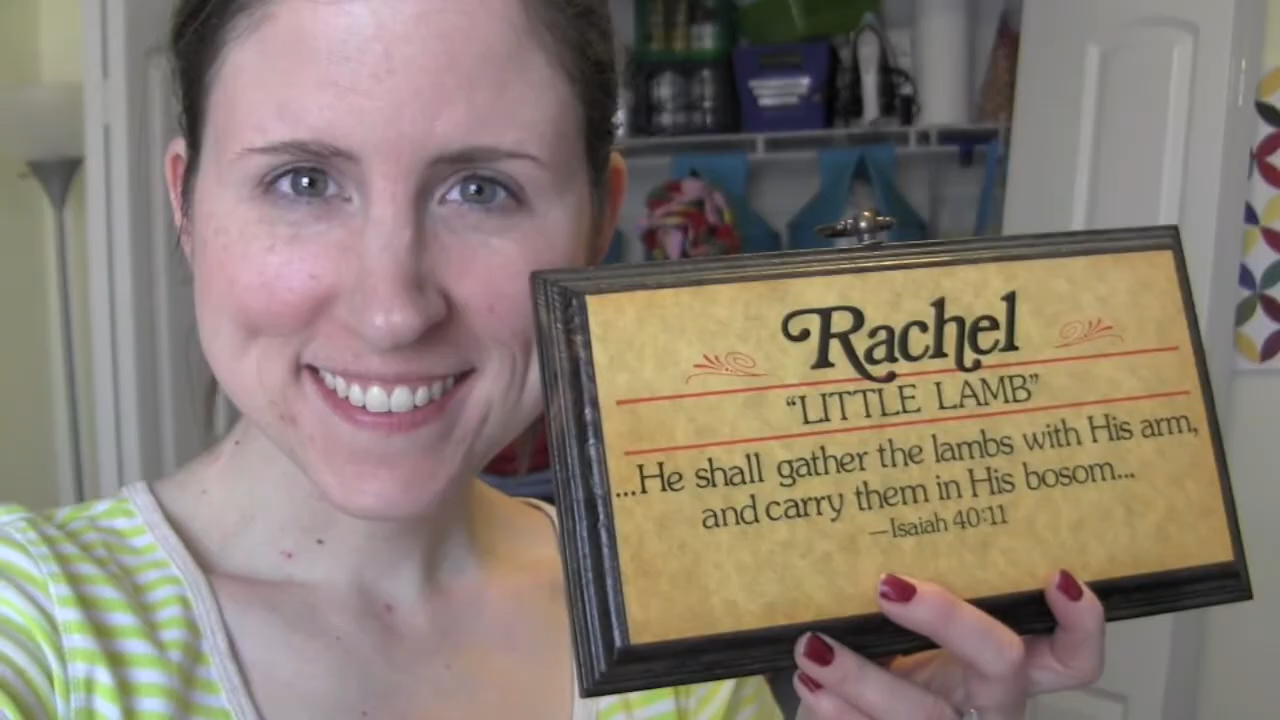 Rachel
“LITTLE LAMB”
...He shall gather the lambs with His arm,
and carry them in His bosom...
—Isaiah 40:11